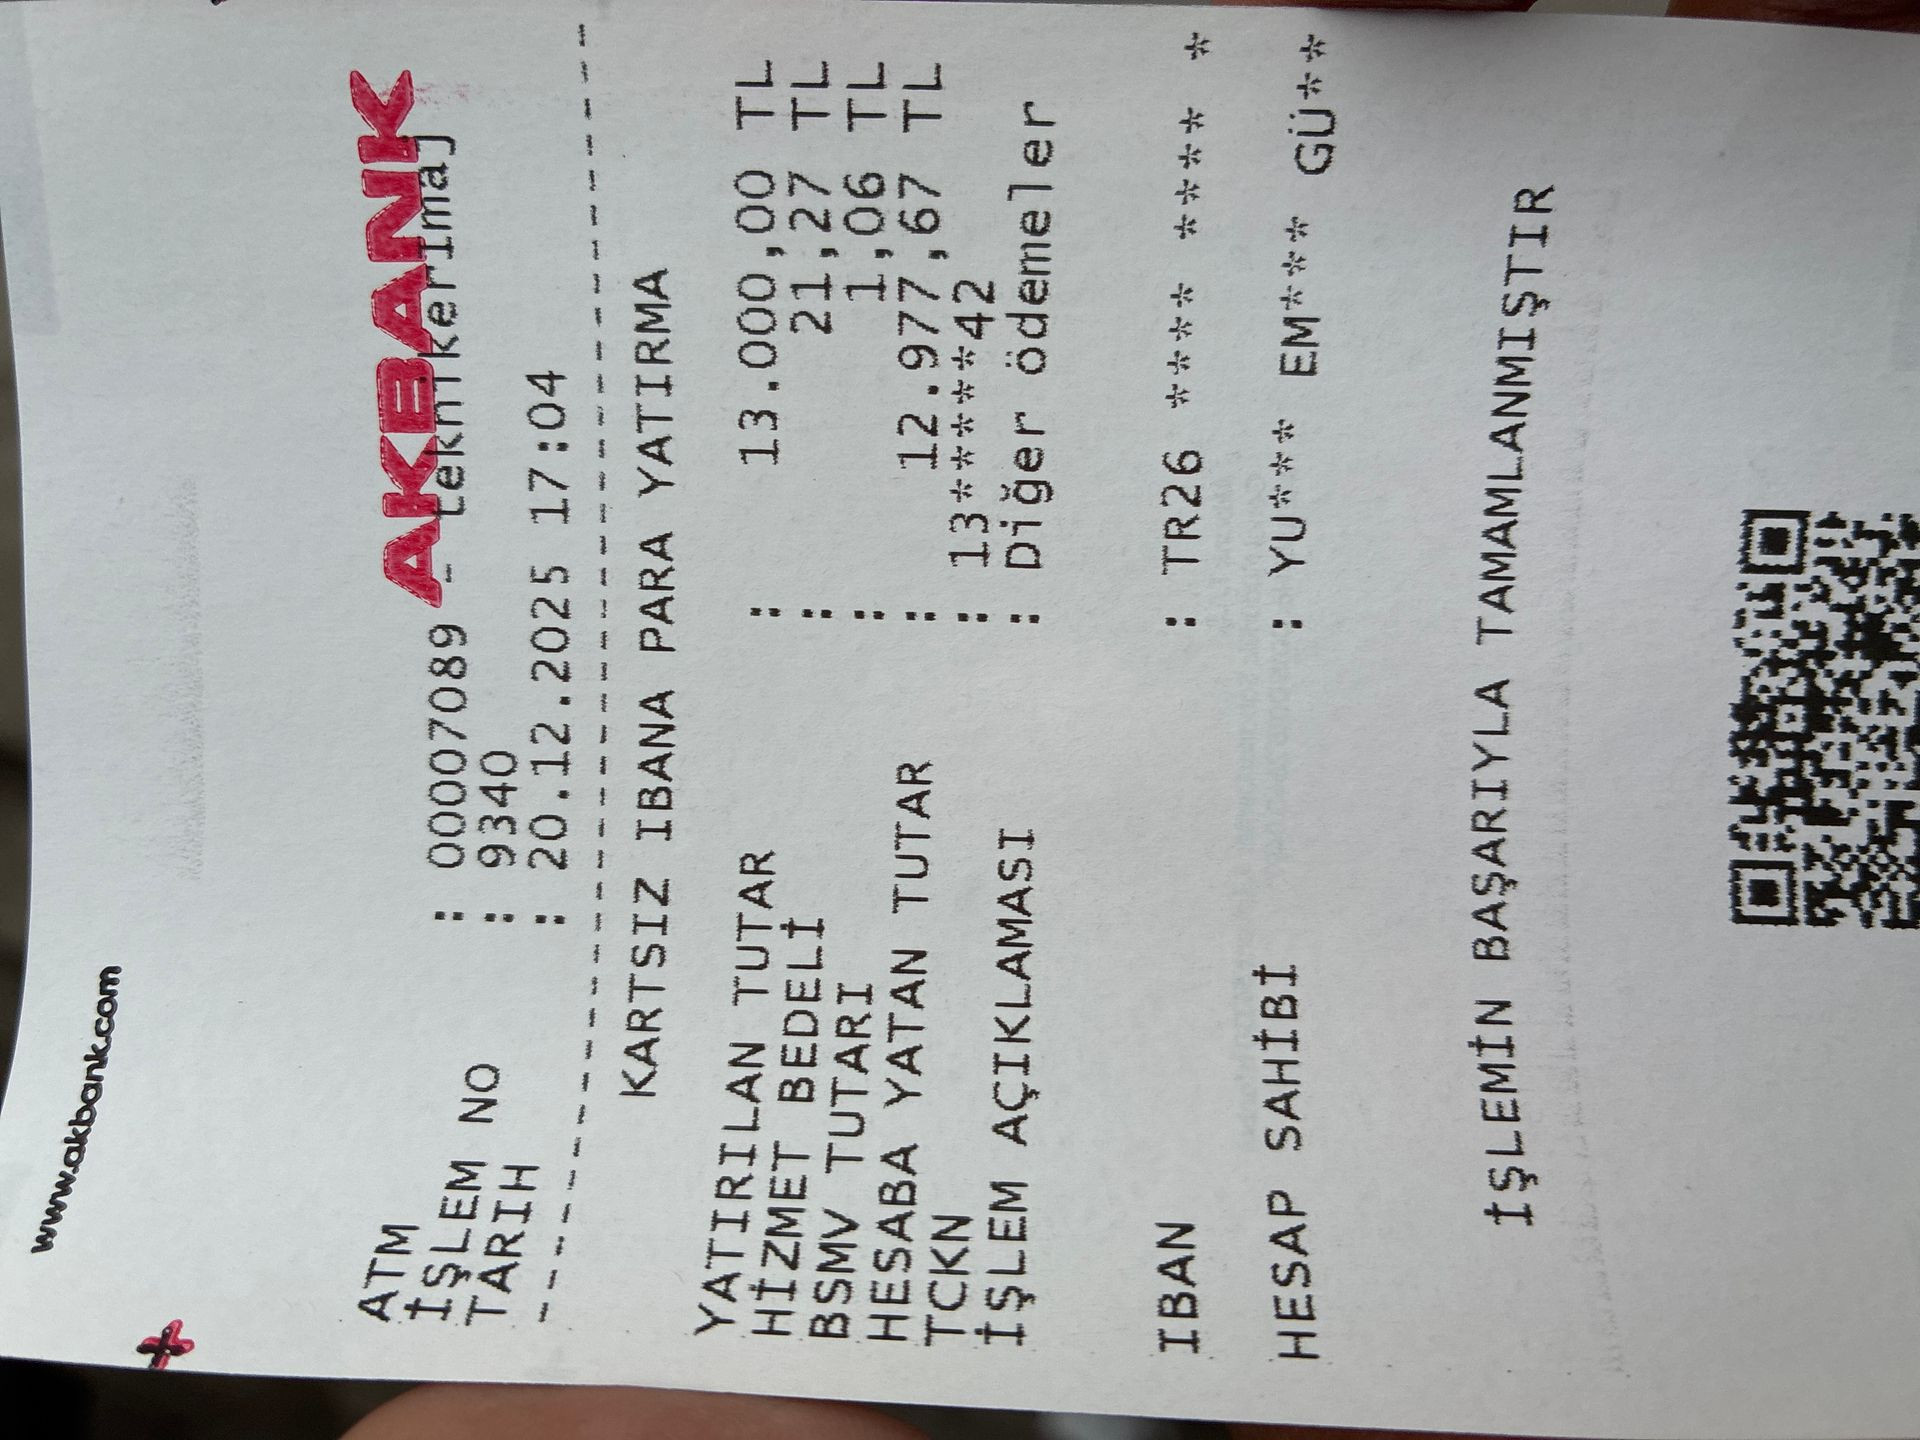 www.akbank.com
AKBANK
ATM : 00007089 - teknikerimaj
İŞLEM NO : 9340
TARIH : 20.12.2025 17:04
KARTSIZ IBANA PARA YATIRMA
YATIRILAN TUTAR : 13.000,00 TL
HİZMET BEDELİ : 21,27 TL
BSMV TUTARI : 1,06 TL
HESABA YATAN TUTAR : 12.977,67 TL
TCKN : 13*******42
İŞLEM AÇIKLAMASI : Diğer ödemeler
IBAN : TR26 **** **** **** *
HESAP SAHİBİ : YU*** EM*** GÜ**
İŞLEMİN BAŞARIYLA TAMAMLANMIŞTIR